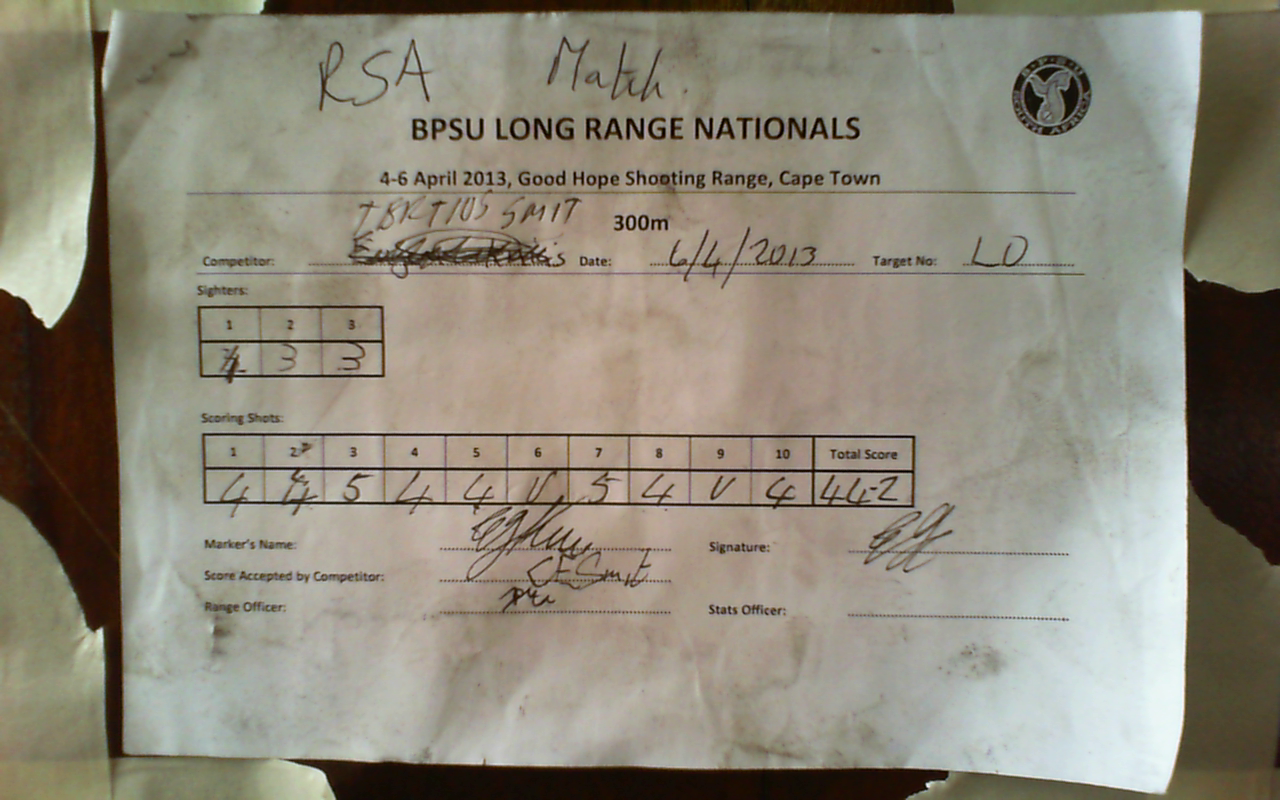 RSA Match.
BPSU LONG RANGE NATIONALS
4-6 April 2013, Good Hope Shooting Range, Cape Town
TBRTIUS SMIT
300m
Competitor: Date: 6/4/2013 Target No: LO
Sighters:
1 2 3
3 3
Scoring Shots:
1 2 3 4 5 6 7 8 9 10 Total Score
4 4 5 4 4 V 5 4 V 4 44-2
Marker's Name: Signature:
Score Accepted by Competitor: CESmit
Range Officer: Stats Officer: